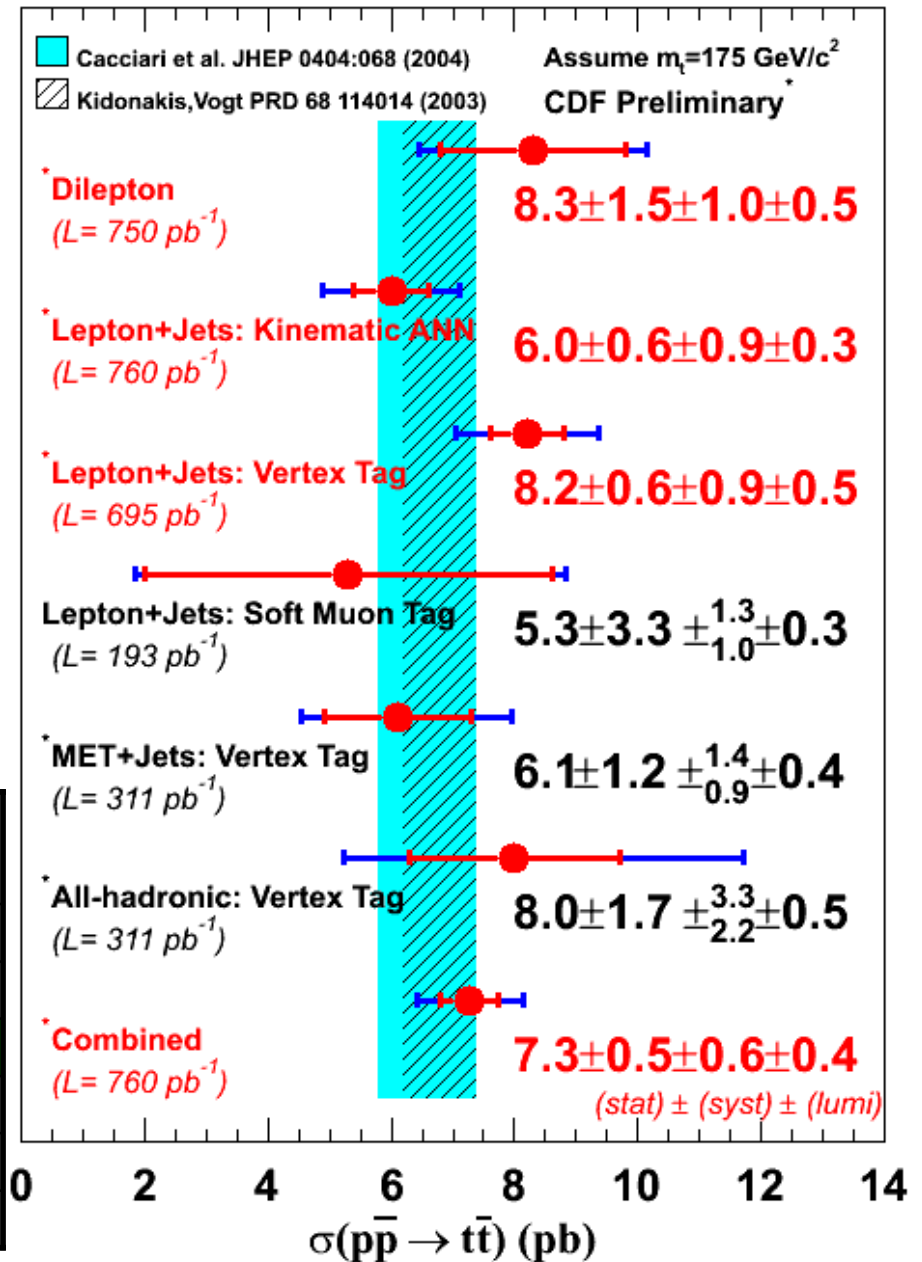 Cacciari et al. JHEP 0404:068 (2004)
Assume mₜ=175 GeV/c²
Kidonakis,Vogt PRD 68 114014 (2003)
CDF Preliminary*
*Dilepton
(L= 750 pb⁻¹)
8.3±1.5±1.0±0.5
*Lepton+Jets: Kinematic ANN
(L= 760 pb⁻¹)
6.0±0.6±0.9±0.3
*Lepton+Jets: Vertex Tag
(L= 695 pb⁻¹)
8.2±0.6±0.9±0.5
Lepton+Jets: Soft Muon Tag
(L= 193 pb⁻¹)
5.3±3.3 ±1.3/1.0 ±0.3
*MET+Jets: Vertex Tag
(L= 311 pb⁻¹)
6.1±1.2 ±1.4/0.9 ±0.4
*All-hadronic: Vertex Tag
(L= 311 pb⁻¹)
8.0±1.7 ±3.3/2.2 ±0.5
*Combined
(L= 760 pb⁻¹)
7.3±0.5±0.6±0.4
(stat) ± (syst) ± (lumi)
0 2 4 6 8 10 12 14
σ(pp̄ → tt̄) (pb)